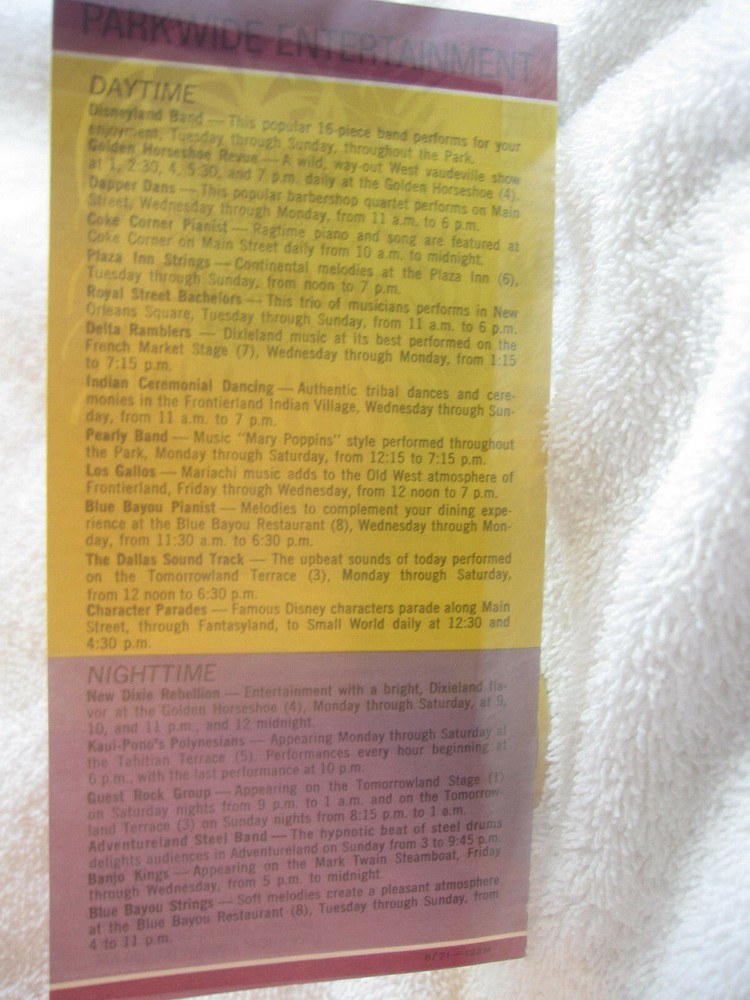 PARKWIDE ENTERTAINMENT
DAYTIME
Disneyland Band — This popular 16-piece band performs for your
enjoyment, Tuesday through Sunday, throughout the Park.
Golden Horseshoe Revue — A wild, way-out West vaudeville show
at 1, 2:30, 4, 5:30, and 7 p.m. daily at the Golden Horseshoe (4).
Dapper Dans — This popular barbershop quartet performs on Main
Street, Wednesday through Monday, from 11 a.m. to 6 p.m.
Coke Corner Pianist — Ragtime piano and song are featured at
Coke Corner on Main Street daily from 10 a.m. to midnight.
Plaza Inn Strings — Continental melodies at the Plaza Inn (6),
Tuesday through Sunday, from noon to 7 p.m.
Royal Street Bachelors — This trio of musicians performs in New
Orleans Square, Tuesday through Sunday, from 11 a.m. to 6 p.m.
Delta Ramblers — Dixieland music at its best performed on the
French Market Stage (7), Wednesday through Monday, from 1:15
to 7:15 p.m.
Indian Ceremonial Dancing — Authentic tribal dances and cere-
monies in the Frontierland Indian Village, Wednesday through Sun-
day, from 11 a.m. to 7 p.m.
Pearly Band — Music "Mary Poppins" style performed throughout
the Park, Monday through Saturday, from 12:15 to 7:15 p.m.
Los Gallos — Mariachi music adds to the Old West atmosphere of
Frontierland, Friday through Wednesday, from 12 noon to 7 p.m.
Blue Bayou Pianist — Melodies to complement your dining expe-
rience at the Blue Bayou Restaurant (8), Wednesday through Mon-
day, from 11:30 a.m. to 6:30 p.m.
The Dallas Sound Track — The upbeat sounds of today performed
on the Tomorrowland Terrace (3), Monday through Saturday,
from 12 noon to 6:30 p.m.
Character Parades — Famous Disney characters parade along Main
Street, through Fantasyland, to Small World daily at 12:30 and
4:30 p.m.
NIGHTTIME
New Dixie Rebellion — Entertainment with a bright, Dixieland fla-
vor at the Golden Horseshoe (4), Monday through Saturday, at 9,
10, and 11 p.m., and 12 midnight.
Kaui-Pono's Polynesians — Appearing Monday through Saturday at
the Tahitian Terrace (5). Performances every hour beginning at
6 p.m., with the last performance at 10 p.m.
Guest Rock Group — Appearing on the Tomorrowland Stage (1)
on Saturday nights from 9 p.m. to 1 a.m. and on the Tomorrow-
land Terrace (3) on Sunday nights from 8:15 p.m. to 1 a.m.
Adventureland Steel Band — The hypnotic beat of steel drums
delights audiences in Adventureland on Sunday from 3 to 9:45 p.m.
Banjo Kings — Appearing on the Mark Twain Steamboat, Friday
through Wednesday, from 5 p.m. to midnight.
Blue Bayou Strings — Soft melodies create a pleasant atmosphere
at the Blue Bayou Restaurant (8), Tuesday through Sunday, from
4 to 11 p.m.